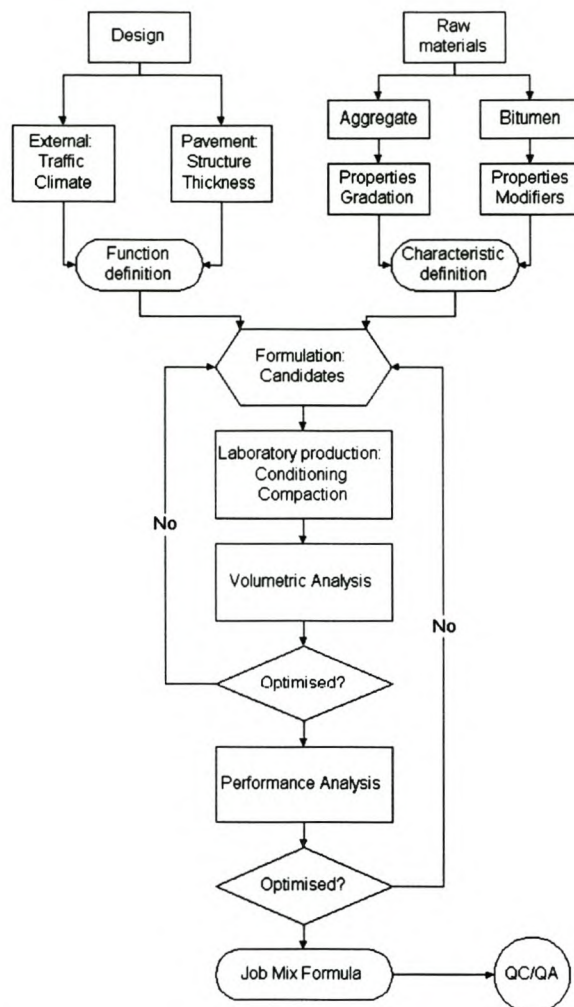 Design
Raw
materials
External:
Traffic
Climate
Pavement:
Structure
Thickness
Aggregate
Bitumen
Properties
Gradation
Properties
Modifiers
Function
definition
Characteristic
definition
Formulation:
Candidates
Laboratory production:
Conditioning
Compaction
No
Volumetric Analysis
No
Optimised?
Performance Analysis
Optimised?
Job Mix Formula
QC/QA